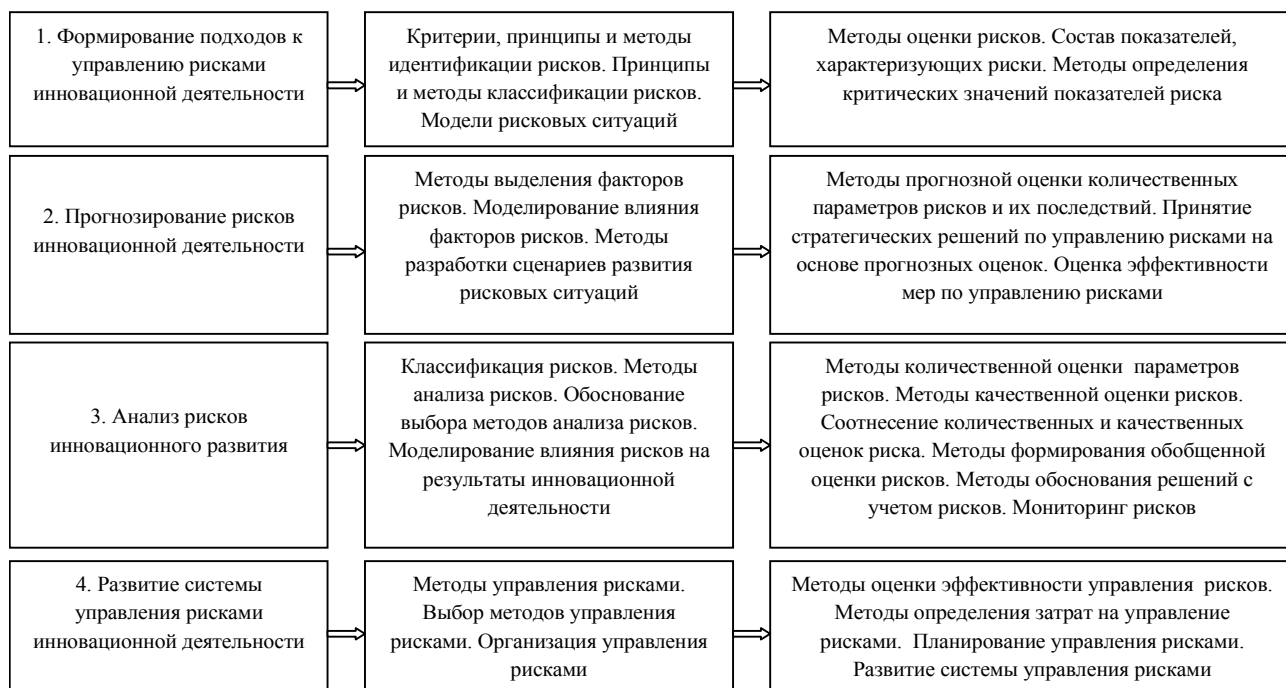 1. Формирование подходов к
управлению рисками
инновационной деятельности
Критерии, принципы и методы
идентификации рисков. Принципы
и методы классификации рисков.
Модели рисковых ситуаций
Методы оценки рисков. Состав показателей,
характеризующих риски. Методы определения
критических значений показателей риска
2. Прогнозирование рисков
инновационной деятельности
Методы выделения факторов
рисков. Моделирование влияния
факторов рисков. Методы
разработки сценариев развития
рисковых ситуаций
Методы прогнозной оценки количественных
параметров рисков и их последствий. Принятие
стратегических решений по управлению рисками на
основе прогнозных оценок. Оценка эффективности
мер по управлению рисками
3. Анализ рисков
инновационного развития
Классификация рисков. Методы
анализа рисков. Обоснование
выбора методов анализа рисков.
Моделирование влияния рисков на
результаты инновационной
деятельности
Методы количественной оценки параметров
рисков. Методы качественной оценки рисков.
Соотнесение количественных и качественных
оценок риска. Методы формирования обобщенной
оценки рисков. Методы обоснования решений с
учетом рисков. Мониторинг рисков
4. Развитие системы
управления рисками
инновационной деятельности
Методы управления рисками.
Выбор методов управления
рисками. Организация управления
рисками
Методы оценки эффективности управления рисков.
Методы определения затрат на управление
рисками. Планирование управления рисками.
Развитие системы управления рисками